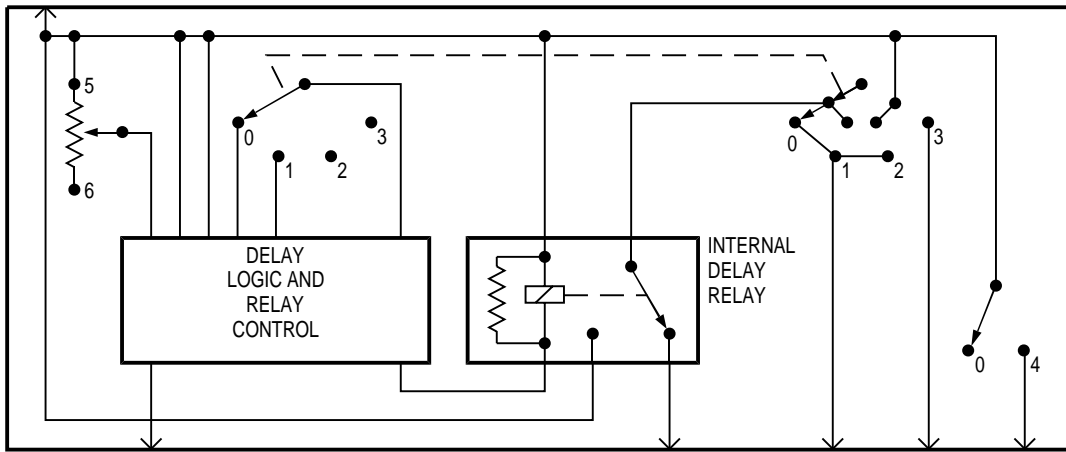 5
6
0
1
2
3
0
1
2
3
DELAY
LOGIC AND
RELAY
CONTROL
INTERNAL
DELAY
RELAY
0
4